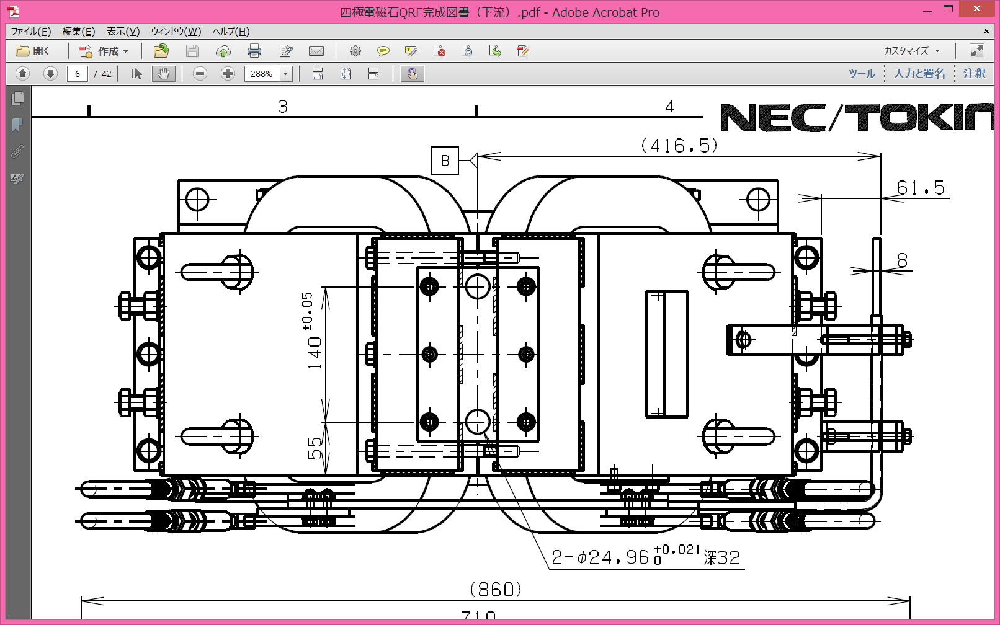 四極電磁石QRF完成図書（下流）.pdf - Adobe Acrobat Pro
ファイル(F) 編集(E) 表示(V) ウィンドウ(W) ヘルプ(H)
開く 作成 カスタマイズ
6 / 42 288% ツール 入力と署名 注釈
3 4
NEC/TOKIN
(416.5)
B
61.5
8
140±0.05
55
2-φ24.96 +0.021 0 深32
(860)
710